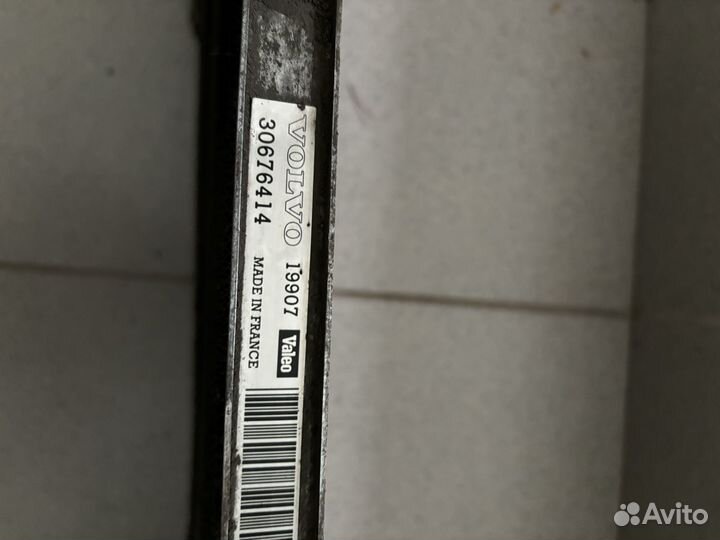 VOLVO 19907 Valeo
30676414 MADE IN FRANCE
Avito